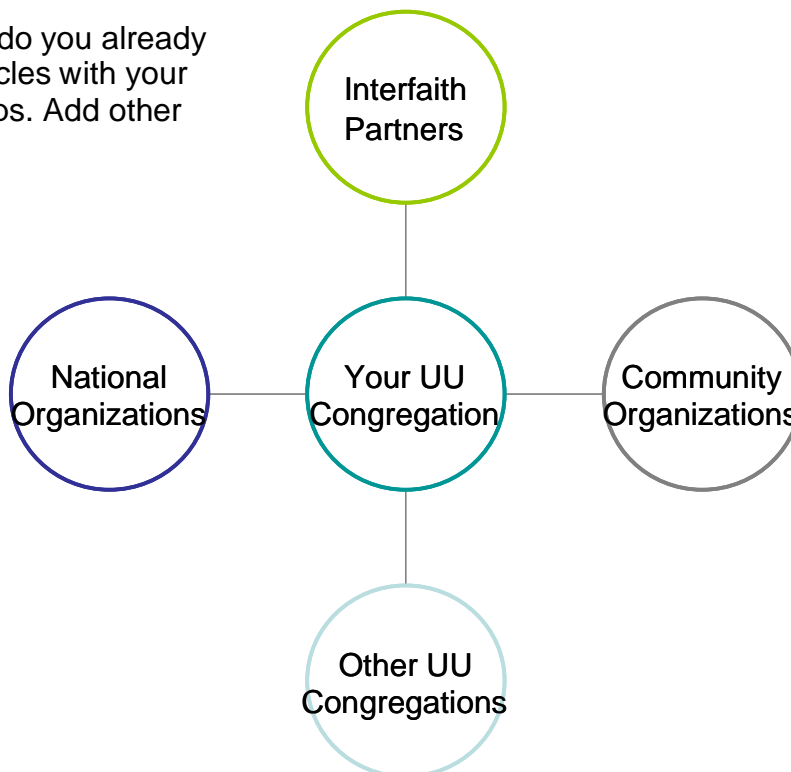 do you already
cles with your
os. Add other
Interfaith
Partners
National
Organizations
Your UU
Congregation
Community
Organizations
Other UU
Congregations